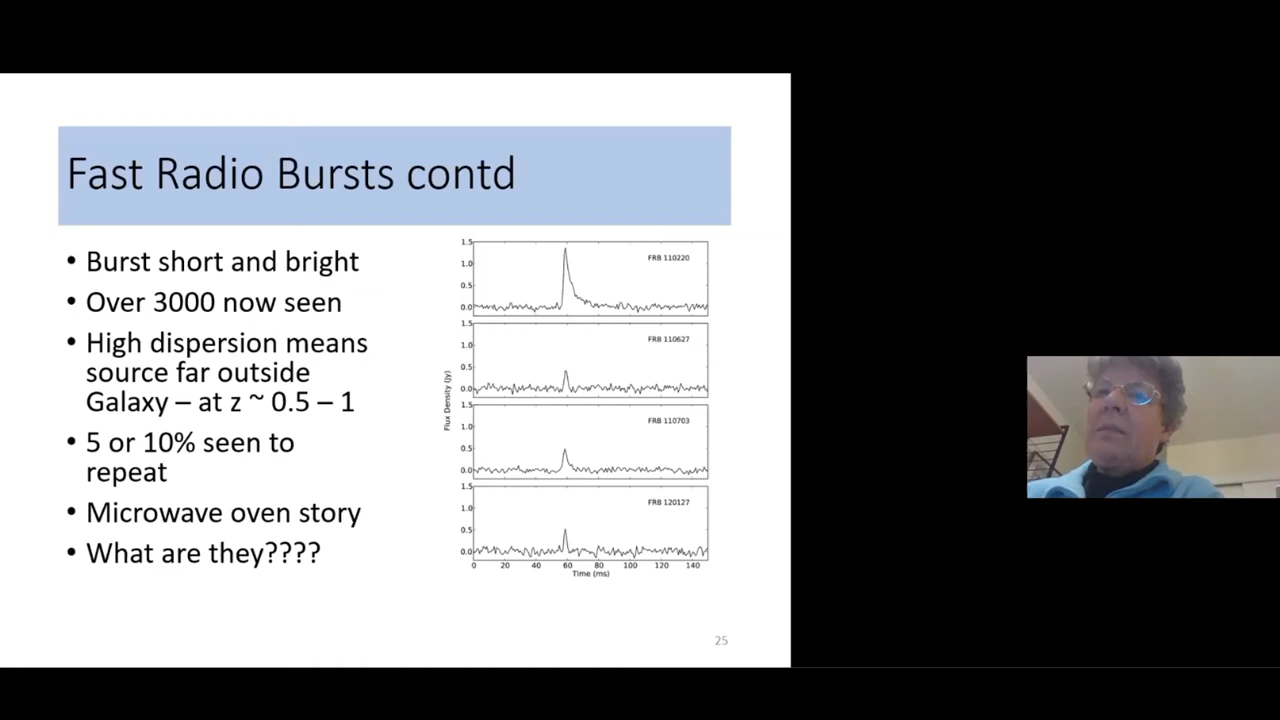 Fast Radio Bursts contd
• Burst short and bright
• Over 3000 now seen
• High dispersion means
source far outside
Galaxy – at z ~ 0.5 – 1
• 5 or 10% seen to
repeat
• Microwave oven story
• What are they????
1.5
FRB 110220
1.0
0.5
0.0
1.5
FRB 110627
1.0
0.5
0.0
1.5
FRB 110703
1.0
0.5
0.0
1.5
FRB 120127
1.0
0.5
0.0
Flux Density (Jy)
0 20 40 60 80 100 120 140
Time (ms)
25